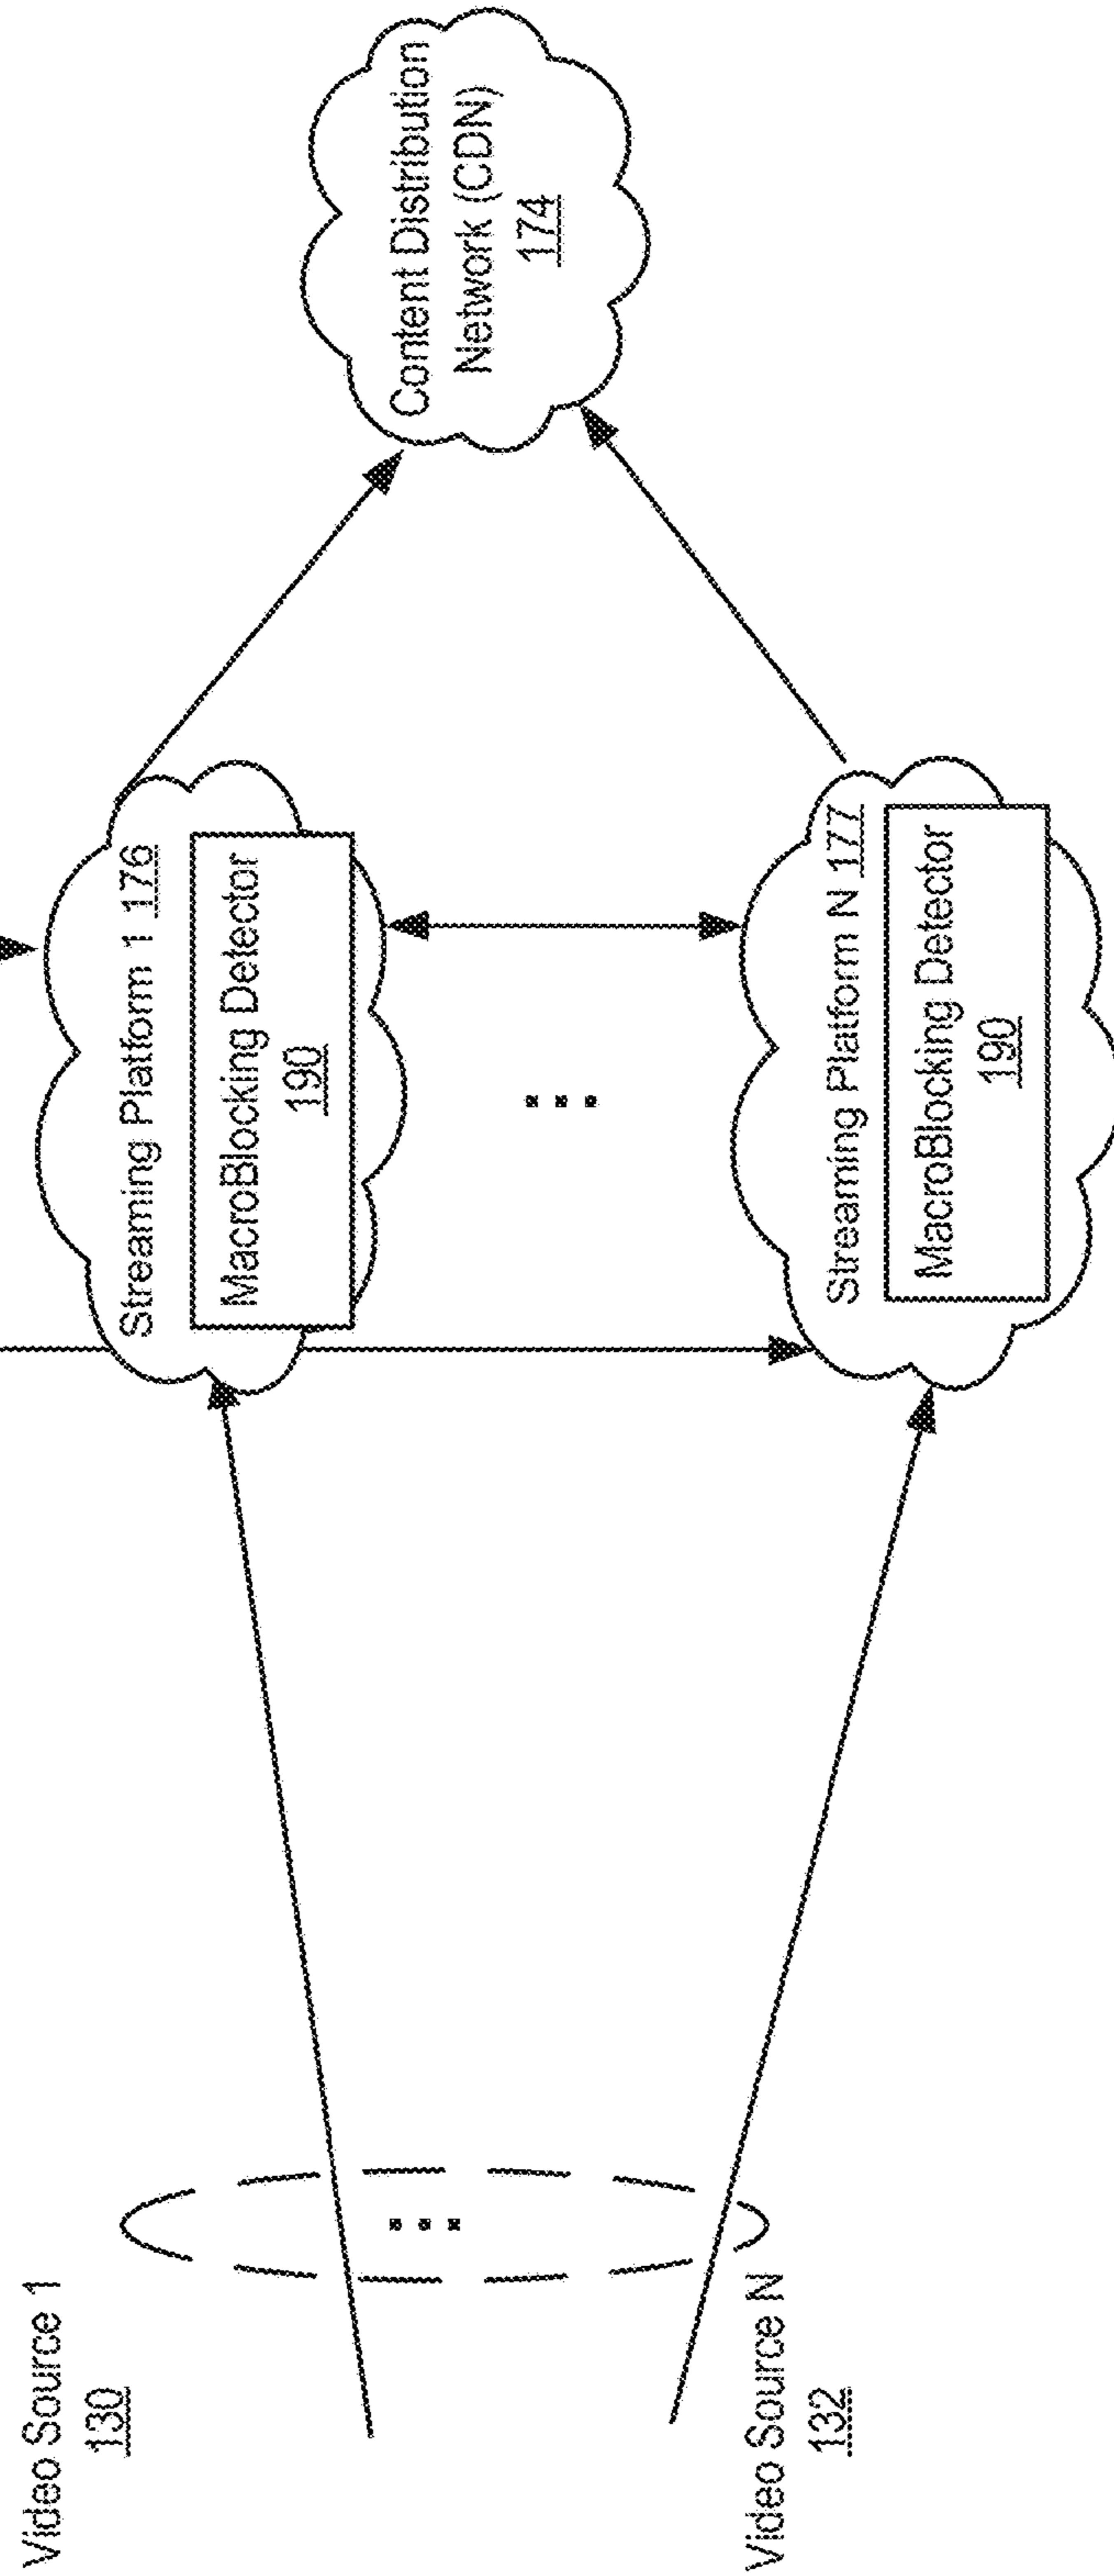 Video Source 1
130
Video Source N
132
Streaming Platform 1 176
MacroBlocking Detector
190
Streaming Platform N 177
MacroBlocking Detector
190
Content Distribution
Network (CDN)
174